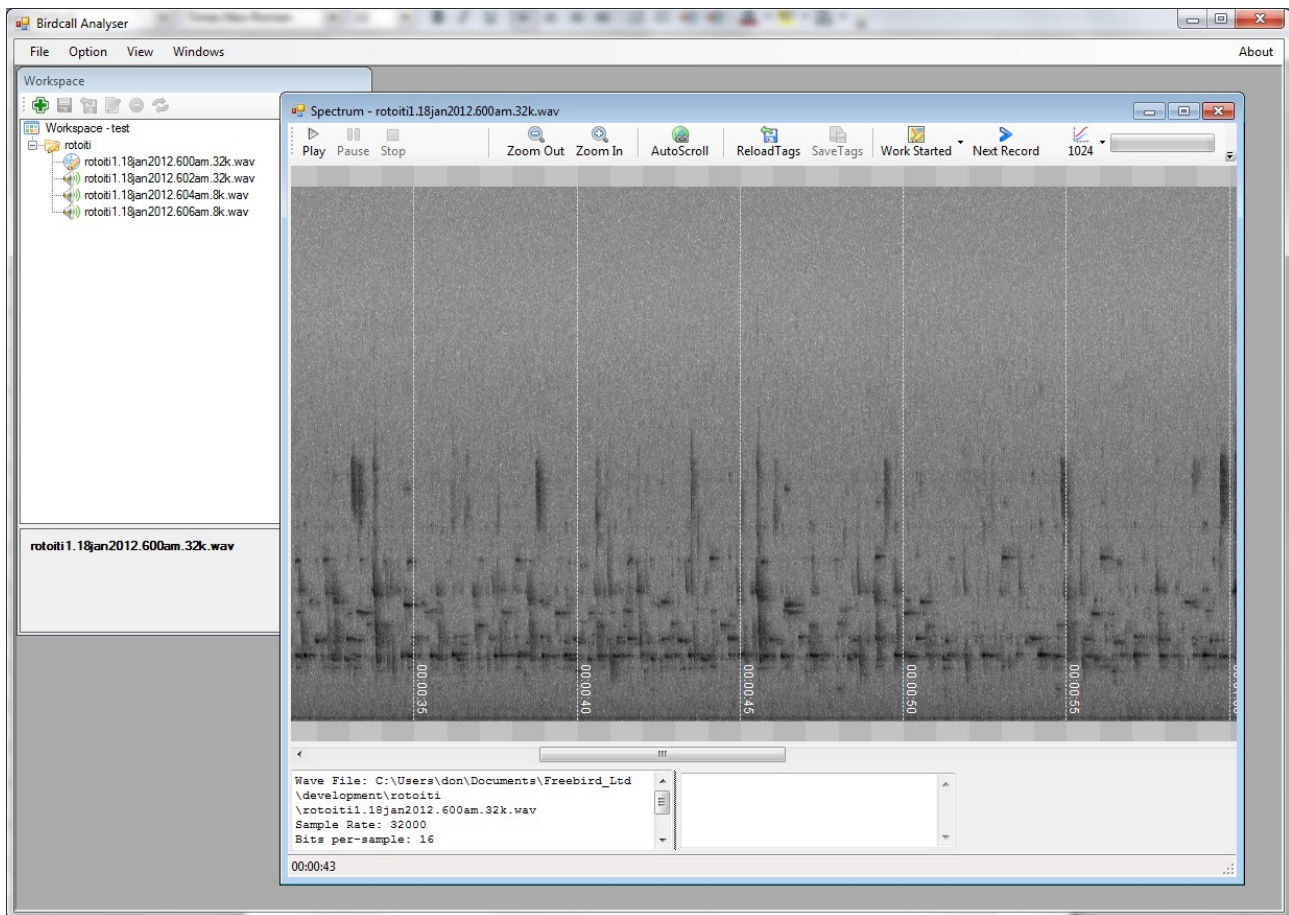 Birdcall Analyser
File Option View Windows About
Workspace
Workspace - test
rotoiti
rotoiti1.18jan2012.600am.32k.wav
rotoiti1.18jan2012.602am.32k.wav
rotoiti1.18jan2012.604am.8k.wav
rotoiti1.18jan2012.606am.8k.wav
rotoiti1.18jan2012.600am.32k.wav
Spectrum - rotoiti1.18jan2012.600am.32k.wav
Play Pause Stop Zoom Out Zoom In AutoScroll ReloadTags SaveTags Work Started Next Record 1024
00:00:35 00:00:40 00:00:45 00:00:50 00:00:55
Wave File: C:\Users\don\Documents\Freebird_Ltd
\development\rotoiti
\rotoiti1.18jan2012.600am.32k.wav
Sample Rate: 32000
Bits per-sample: 16
00:00:43